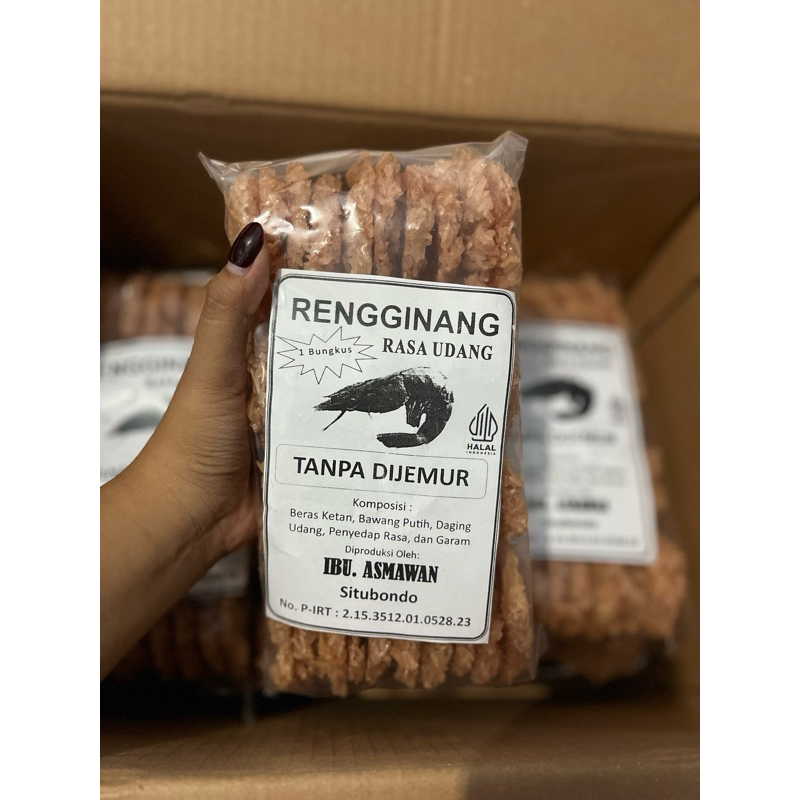 RENGGINANG
1 Bungkus
RASA UDANG
HALAL
INDONESIA
TANPA DIJEMUR
Komposisi :
Beras Ketan, Bawang Putih, Daging
Udang, Penyedap Rasa, dan Garam
Diproduksi Oleh:
IBU. ASMAWAN
Situbondo
No. P-IRT : 2.15.3512.01.0528.23